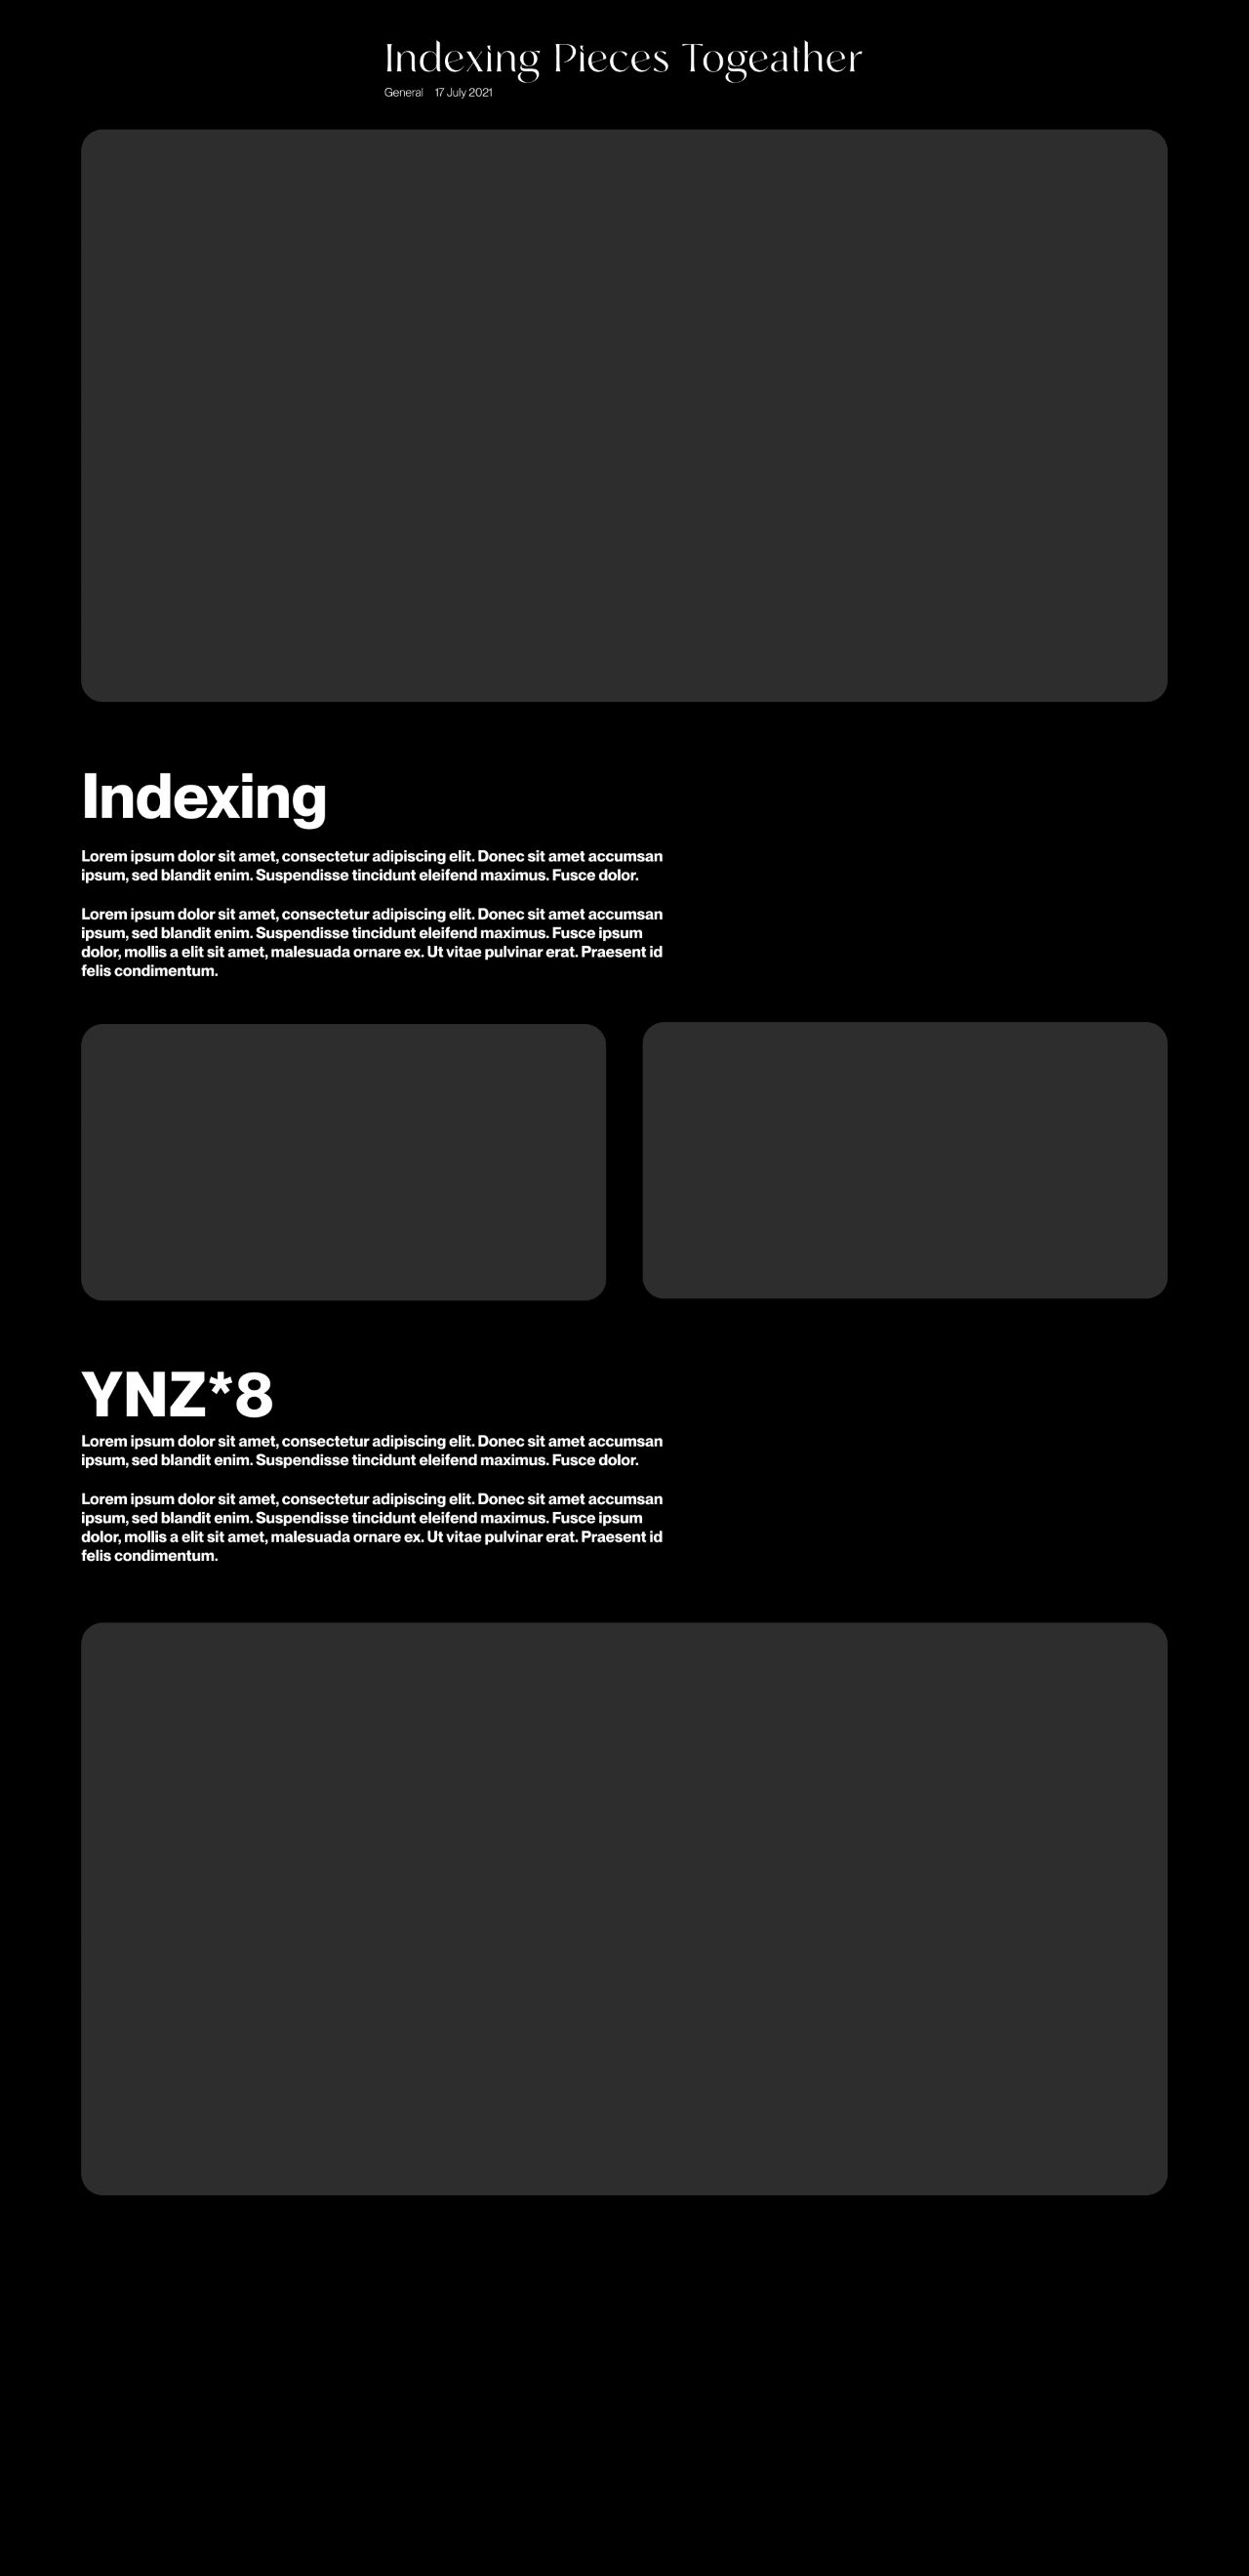 Indexing Pieces Togeather
General 17 July 2021
Indexing
Lorem ipsum dolor sit amet, consectetur adipiscing elit. Donec sit amet accumsan
ipsum, sed blandit enim. Suspendisse tincidunt eleifend maximus. Fusce dolor.
Lorem ipsum dolor sit amet, consectetur adipiscing elit. Donec sit amet accumsan
ipsum, sed blandit enim. Suspendisse tincidunt eleifend maximus. Fusce ipsum
dolor, mollis a elit sit amet, malesuada ornare ex. Ut vitae pulvinar erat. Praesent id
felis condimentum.
YNZ*8
Lorem ipsum dolor sit amet, consectetur adipiscing elit. Donec sit amet accumsan
ipsum, sed blandit enim. Suspendisse tincidunt eleifend maximus. Fusce dolor.
Lorem ipsum dolor sit amet, consectetur adipiscing elit. Donec sit amet accumsan
ipsum, sed blandit enim. Suspendisse tincidunt eleifend maximus. Fusce ipsum
dolor, mollis a elit sit amet, malesuada ornare ex. Ut vitae pulvinar erat. Praesent id
felis condimentum.